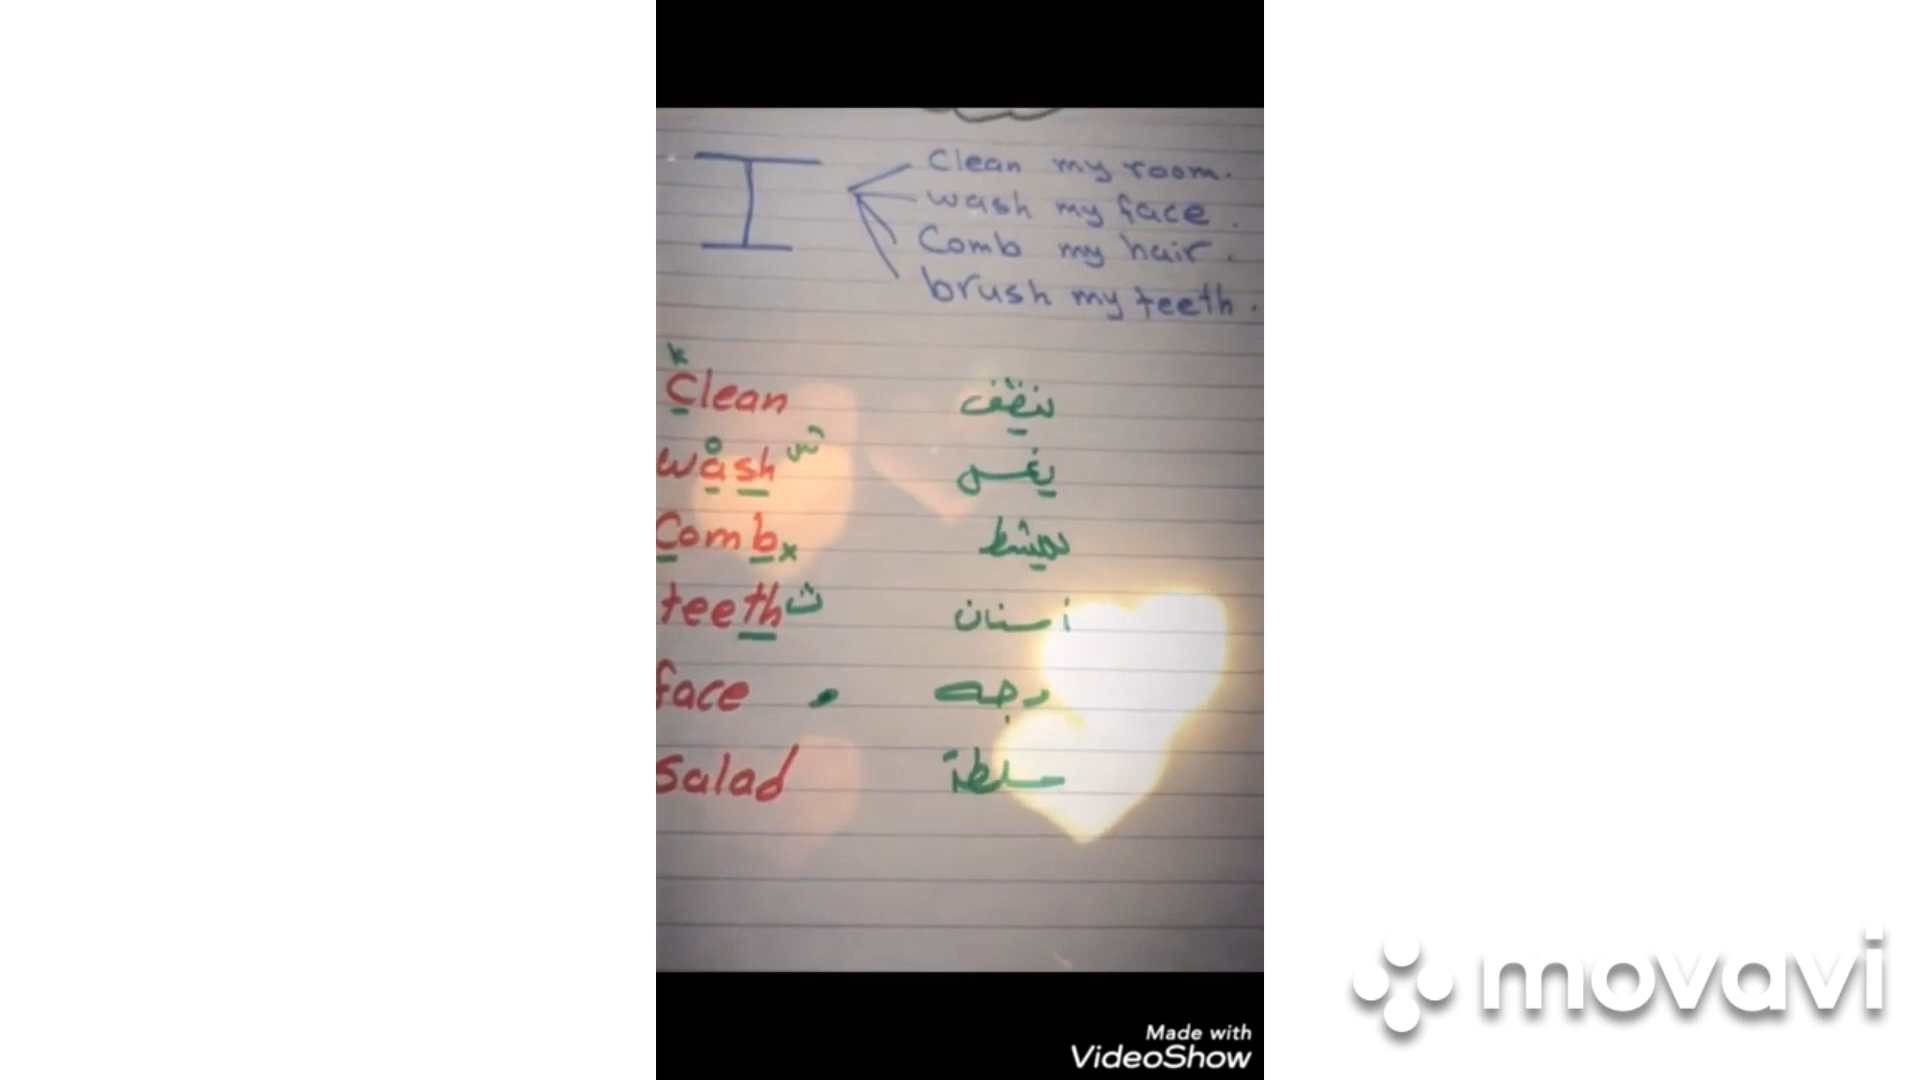 I
Clean my room.
wash my face.
Comb my hair.
brush my teeth.
k
Clean ينظف
o
wash ش يغسل
Comb x يمشط
teeth ث أسنان
face وجه
Salad سلطة
movavi
Made with
VideoShow